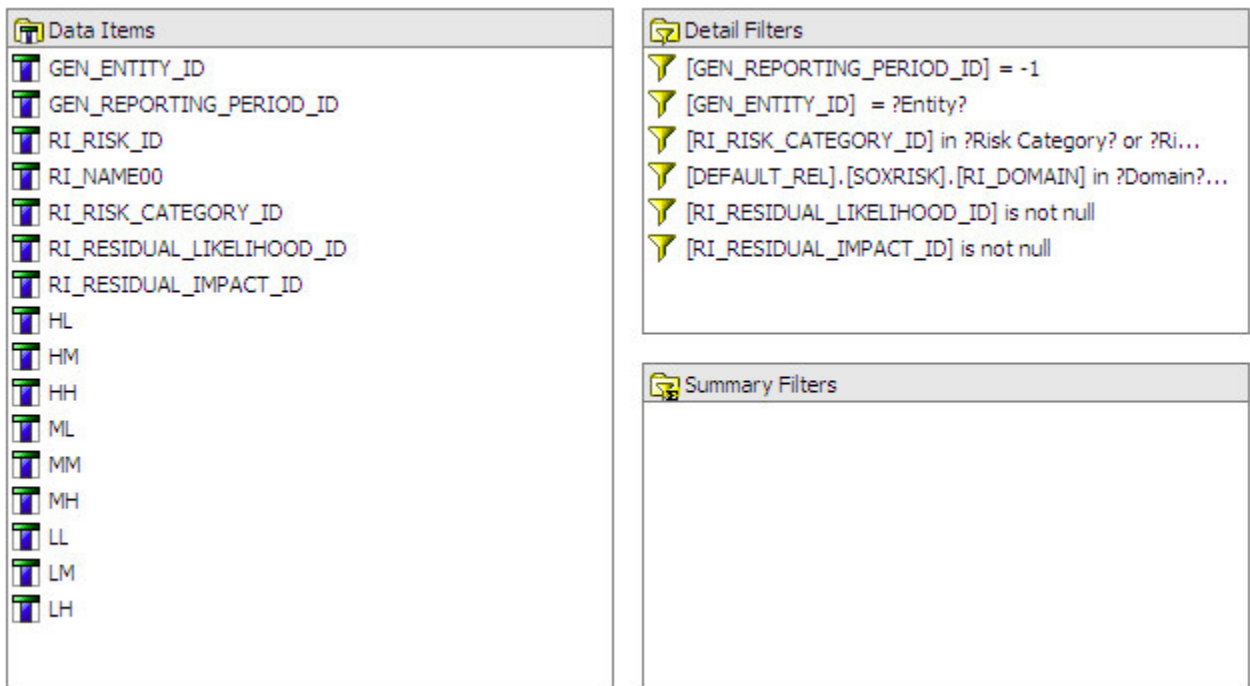 Data Items
GEN_ENTITY_ID
GEN_REPORTING_PERIOD_ID
RI_RISK_ID
RI_NAME00
RI_RISK_CATEGORY_ID
RI_RESIDUAL_LIKELIHOOD_ID
RI_RESIDUAL_IMPACT_ID
HL
HM
HH
ML
MM
MH
LL
LM
LH
Detail Filters
[GEN_REPORTING_PERIOD_ID] = -1
[GEN_ENTITY_ID] = ?Entity?
[RI_RISK_CATEGORY_ID] in ?Risk Category? or ?Ri...
[DEFAULT_REL].[SOXRISK].[RI_DOMAIN] in ?Domain?...
[RI_RESIDUAL_LIKELIHOOD_ID] is not null
[RI_RESIDUAL_IMPACT_ID] is not null
Summary Filters